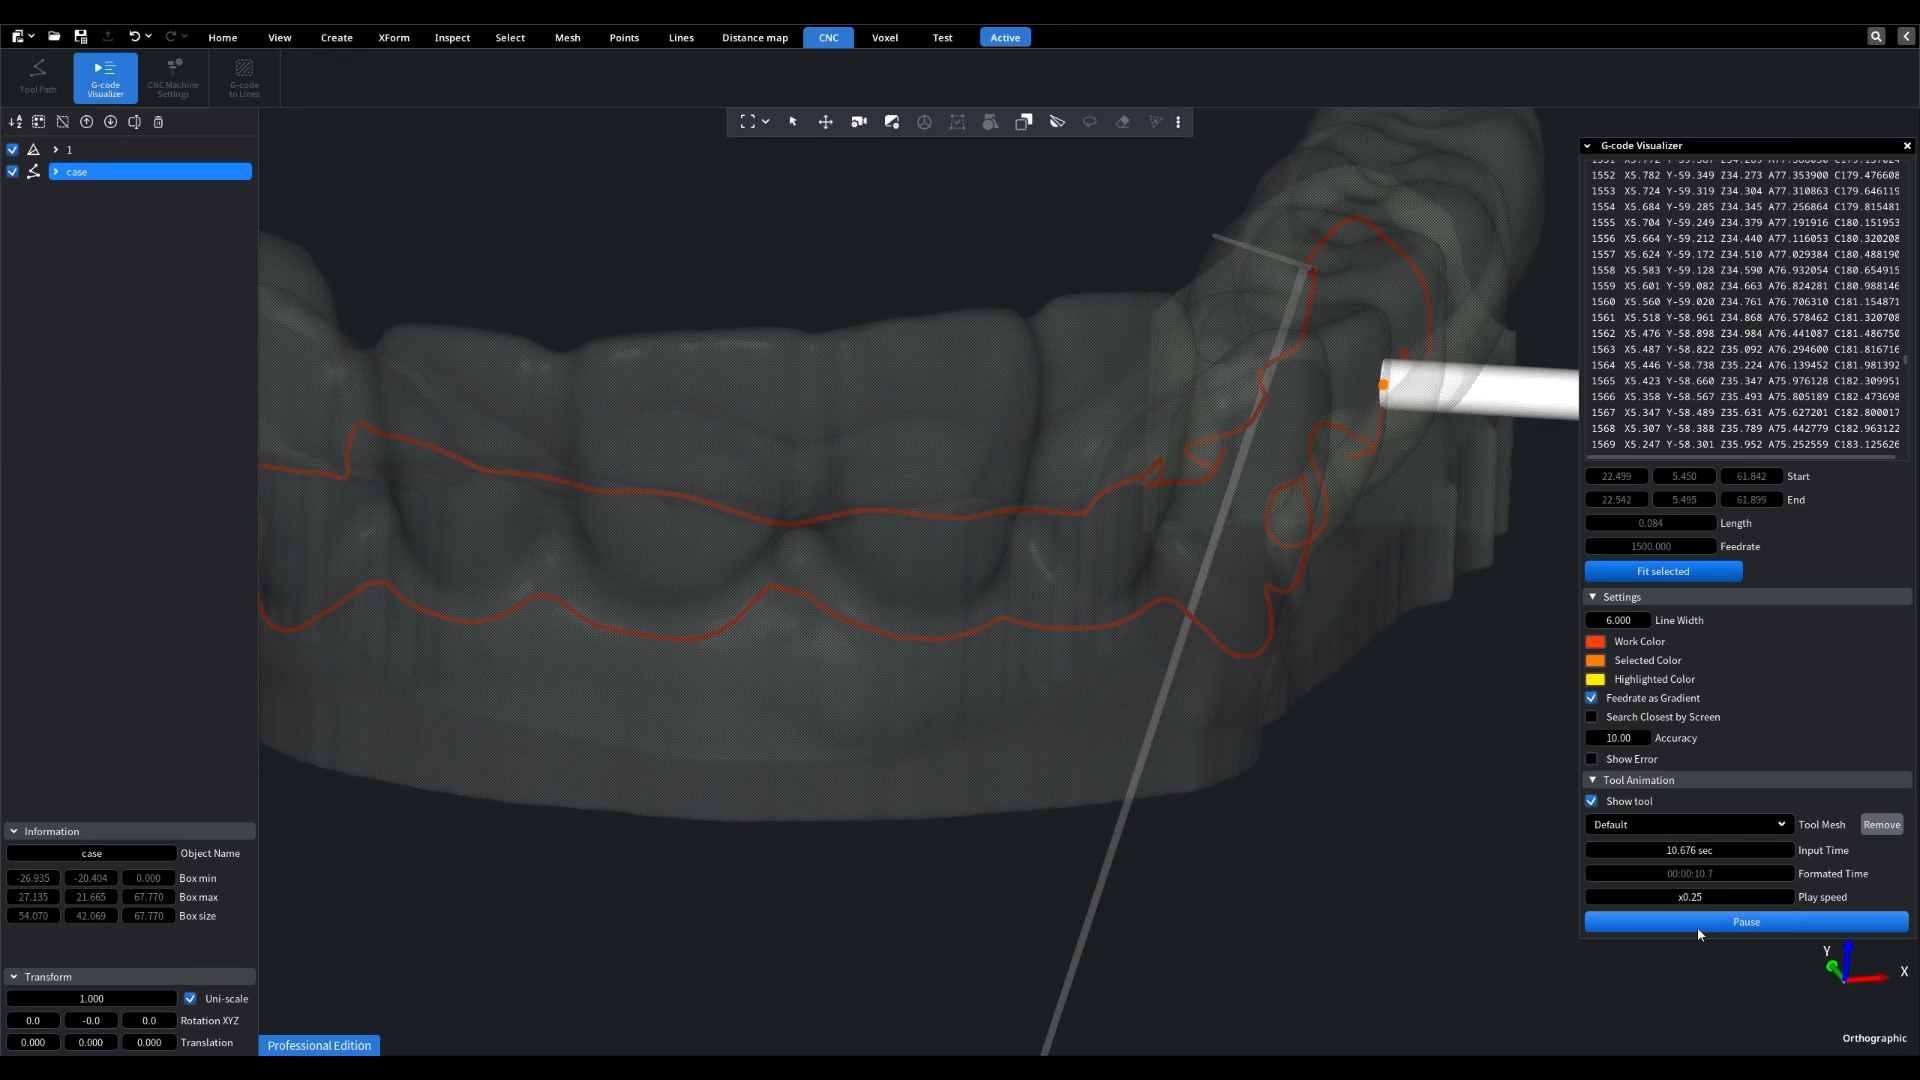 Home View Create XForm Inspect Select Mesh Points Lines Distance map CNC Voxel Test Active
Tool Path
G-code Visualizer
CNC Machine Settings
G-code to Lines
1
case
G-code Visualizer
1552 X5.782 Y-59.349 Z34.273 A77.353900 C179.476608
1553 X5.724 Y-59.319 Z34.304 A77.310863 C179.646119
1554 X5.684 Y-59.285 Z34.345 A77.256864 C179.815481
1555 X5.704 Y-59.249 Z34.379 A77.191916 C180.151953
1556 X5.664 Y-59.212 Z34.440 A77.116053 C180.320208
1557 X5.624 Y-59.172 Z34.510 A77.029384 C180.488190
1558 X5.583 Y-59.128 Z34.590 A76.932054 C180.654915
1559 X5.601 Y-59.082 Z34.663 A76.824281 C180.988146
1560 X5.560 Y-59.020 Z34.761 A76.706310 C181.154871
1561 X5.518 Y-58.961 Z34.868 A76.578462 C181.320708
1562 X5.476 Y-58.898 Z34.984 A76.441087 C181.486750
1563 X5.487 Y-58.822 Z35.092 A76.294600 C181.816716
1564 X5.446 Y-58.738 Z35.224 A76.139452 C181.981392
1565 X5.423 Y-58.660 Z35.347 A75.976128 C182.309951
1566 X5.358 Y-58.567 Z35.493 A75.805189 C182.473698
1567 X5.347 Y-58.489 Z35.631 A75.627201 C182.800017
1568 X5.307 Y-58.388 Z35.789 A75.442779 C182.963122
1569 X5.247 Y-58.301 Z35.952 A75.252559 C183.125626
22.499 5.450 61.842 Start
22.542 5.495 61.899 End
0.084 Length
1500.000 Feedrate
Fit selected
Settings
6.000 Line Width
Work Color
Selected Color
Highlighted Color
Feedrate as Gradient
Search Closest by Screen
10.00 Accuracy
Show Error
Tool Animation
Show tool
Default Tool Mesh Remove
10.676 sec Input Time
00:00:10.7 Formated Time
x0.25 Play speed
Pause
Information
case Object Name
-26.935 -20.404 0.000 Box min
27.135 21.665 67.770 Box max
54.070 42.069 67.770 Box size
Transform
1.000 Uni-scale
0.0 -0.0 0.0 Rotation XYZ
0.000 0.000 0.000 Translation
Professional Edition
Y
X
Orthographic